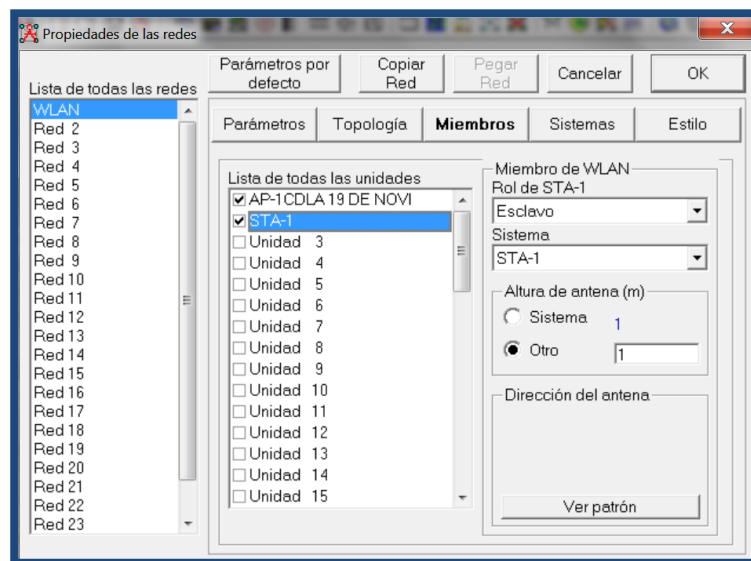 Propiedades de las redes
Parámetros por defecto
Copiar Red
Pegar Red
Cancelar
OK
Lista de todas las redes
WLAN
Red 2
Red 3
Red 4
Red 5
Red 6
Red 7
Red 8
Red 9
Red 10
Red 11
Red 12
Red 13
Red 14
Red 15
Red 16
Red 17
Red 18
Red 19
Red 20
Red 21
Red 22
Red 23
Parámetros
Topología
Miembros
Sistemas
Estilo
Lista de todas las unidades
AP-1CDLA 19 DE NOVI
STA-1
Unidad 3
Unidad 4
Unidad 5
Unidad 6
Unidad 7
Unidad 8
Unidad 9
Unidad 10
Unidad 11
Unidad 12
Unidad 13
Unidad 14
Unidad 15
Miembro de WLAN
Rol de STA-1
Esclavo
Sistema
STA-1
Altura de antena (m)
Sistema 1
Otro 1
Dirección del antena
Ver patrón